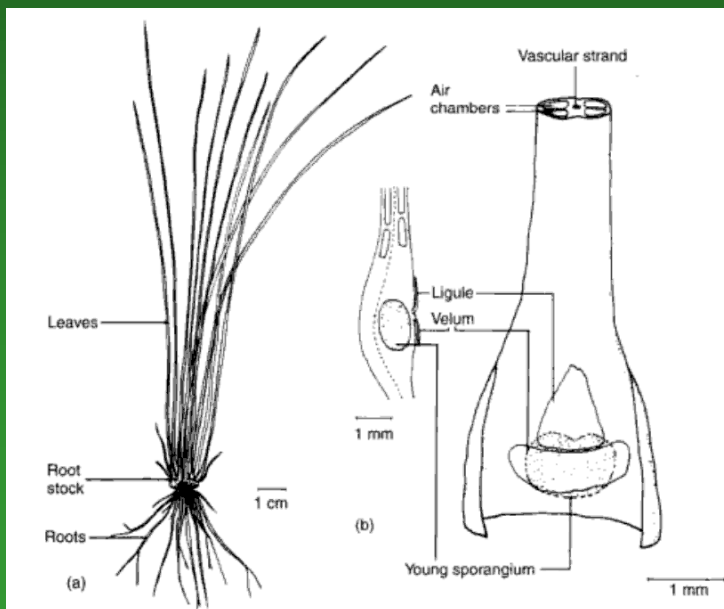 Vascular strand
Air
chambers
Ligule
Velum
Leaves
1 mm
Root
stock
1 cm
Roots
(a)
(b)
Young sporangium
1 mm